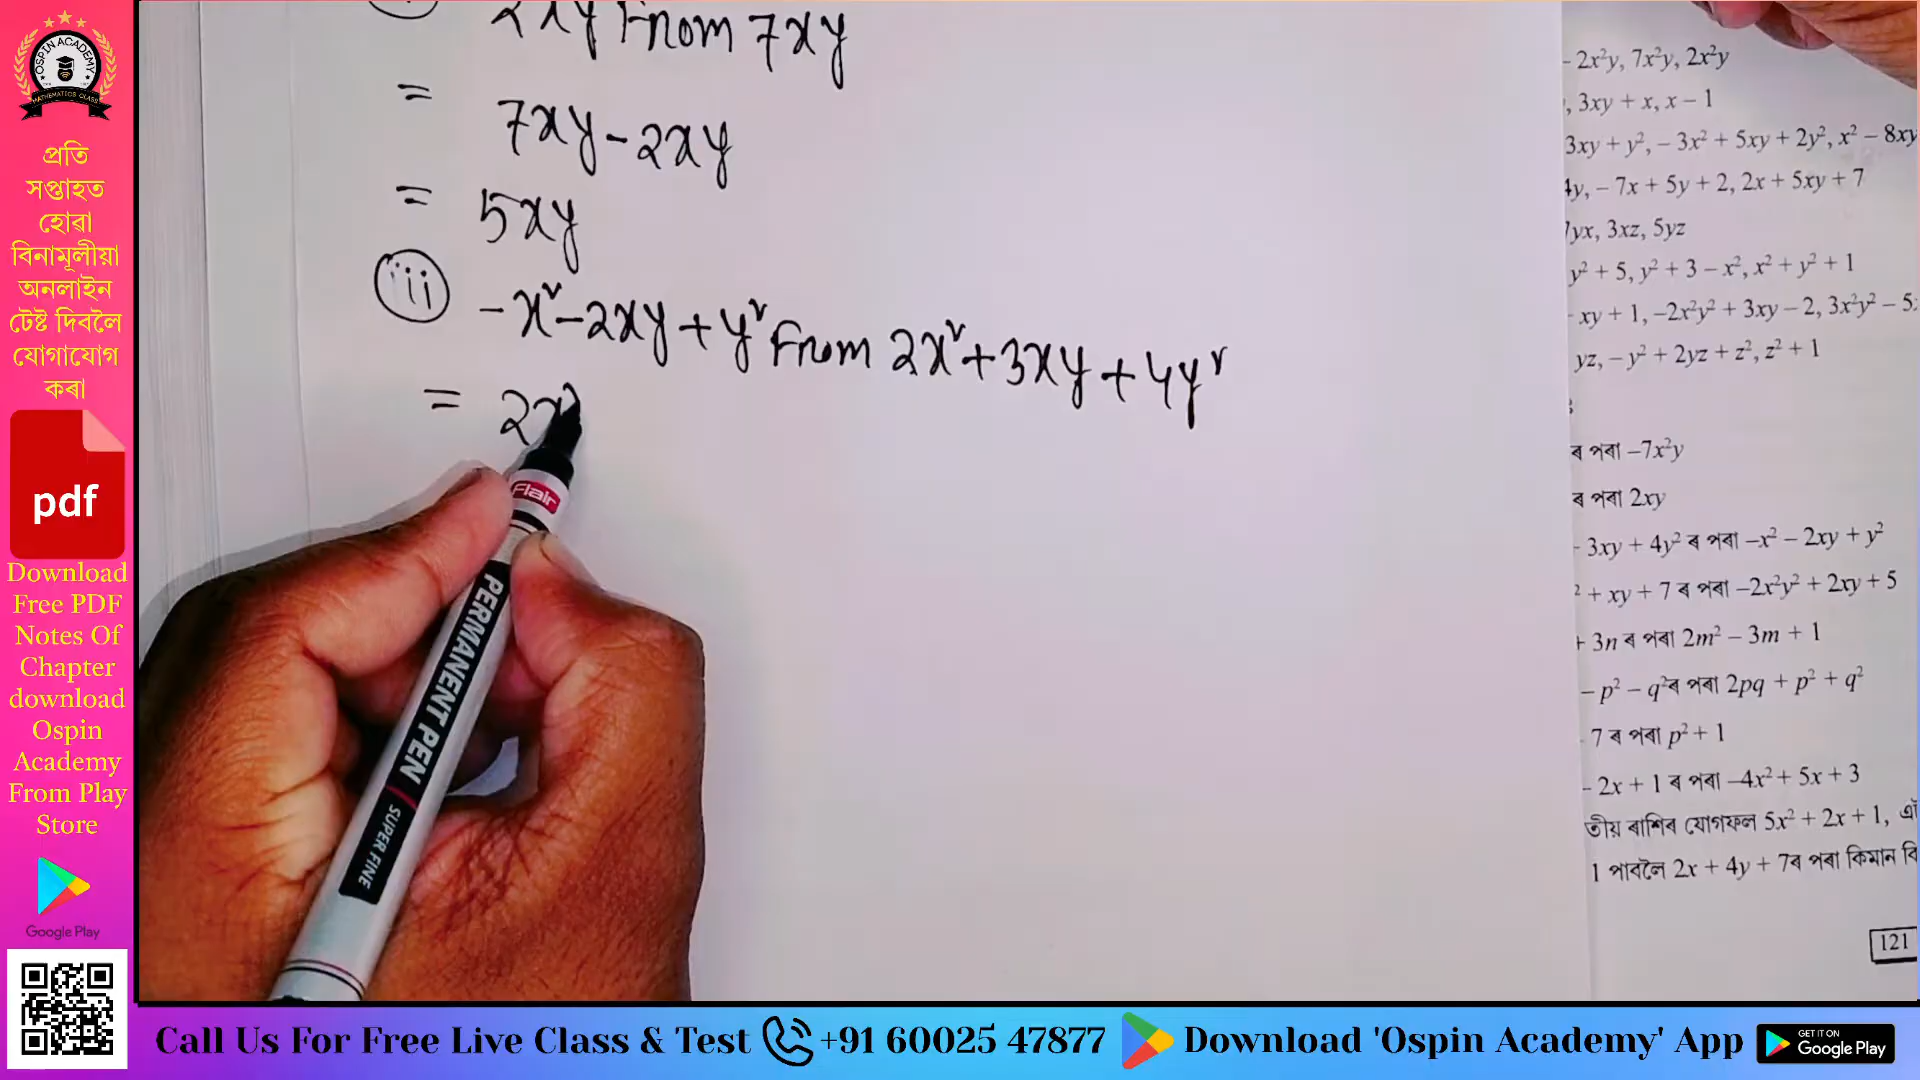 OSPIN ACADEMY
MATHEMATICS CLASS
প্ৰতি
সপ্তাহত
হোৱা
বিনামূলীয়া
অনলাইন
টেষ্ট দিবলৈ
যোগাযোগ
কৰা
pdf
Download
Free PDF
Notes Of
Chapter
download
Ospin
Academy
From Play
Store
Google Play
2xy From 7xy
= 7xy - 2xy
= 5xy
iii -x² - 2xy + y² From 2x² + 3xy + 4y²
= 2x²
Flair
PERMANENT PEN
SUPER FINE
- 2x²y, 7x²y, 2x²y
, 3xy + x, x - 1
3xy + y², - 3x² + 5xy + 2y², x² - 8xy
4y, - 7x + 5y + 2, 2x + 5xy + 7
7yx, 3xz, 5yz
y² + 5, y² + 3 - x², x² + y² + 1
- xy + 1, -2x²y² + 3xy - 2, 3x²y² - 5
yz, - y² + 2yz + z², z² + 1
ৰ পৰা -7x²y
ৰ পৰা 2xy
- 3xy + 4y² ৰ পৰা -x² - 2xy + y²
² + xy + 7 ৰ পৰা -2x²y² + 2xy + 5
+ 3n ৰ পৰা 2m² - 3m + 1
- p² - q²ৰ পৰা 2pq + p² + q²
7 ৰ পৰা p² + 1
- 2x + 1 ৰ পৰা -4x² + 5x + 3
তীয় ৰাশিৰ যোগফল 5x² + 2x + 1,
1 পাবলৈ 2x + 4y + 7ৰ পৰা কিমান
121
Call Us For Free Live Class & Test +91 60025 47877 Download 'Ospin Academy' App GET IT ON Google Play